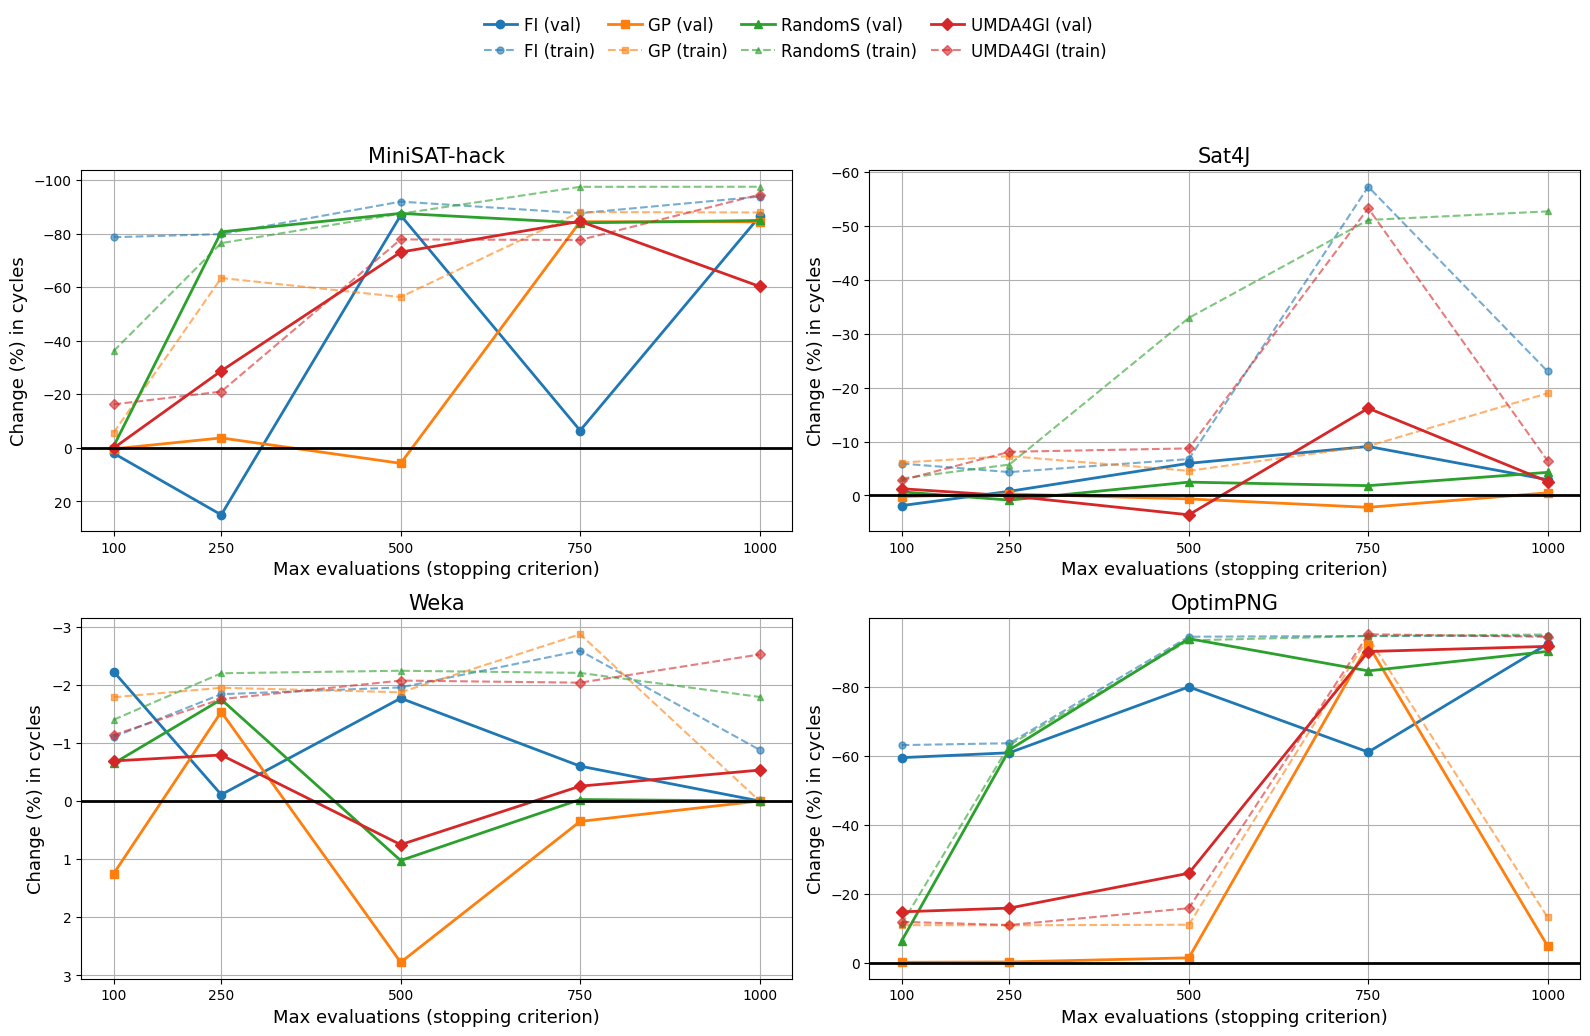 FI (val) GP (val) RandomS (val) UMDA4GI (val)
FI (train) GP (train) RandomS (train) UMDA4GI (train)
MiniSAT-hack
Change (%) in cycles
−100
−80
−60
−40
−20
0
20
100 250 500 750 1000
Max evaluations (stopping criterion)
Sat4J
Change (%) in cycles
−60
−50
−40
−30
−20
−10
0
100 250 500 750 1000
Max evaluations (stopping criterion)
Weka
Change (%) in cycles
−3
−2
−1
0
1
2
3
100 250 500 750 1000
Max evaluations (stopping criterion)
OptimPNG
Change (%) in cycles
−80
−60
−40
−20
0
100 250 500 750 1000
Max evaluations (stopping criterion)